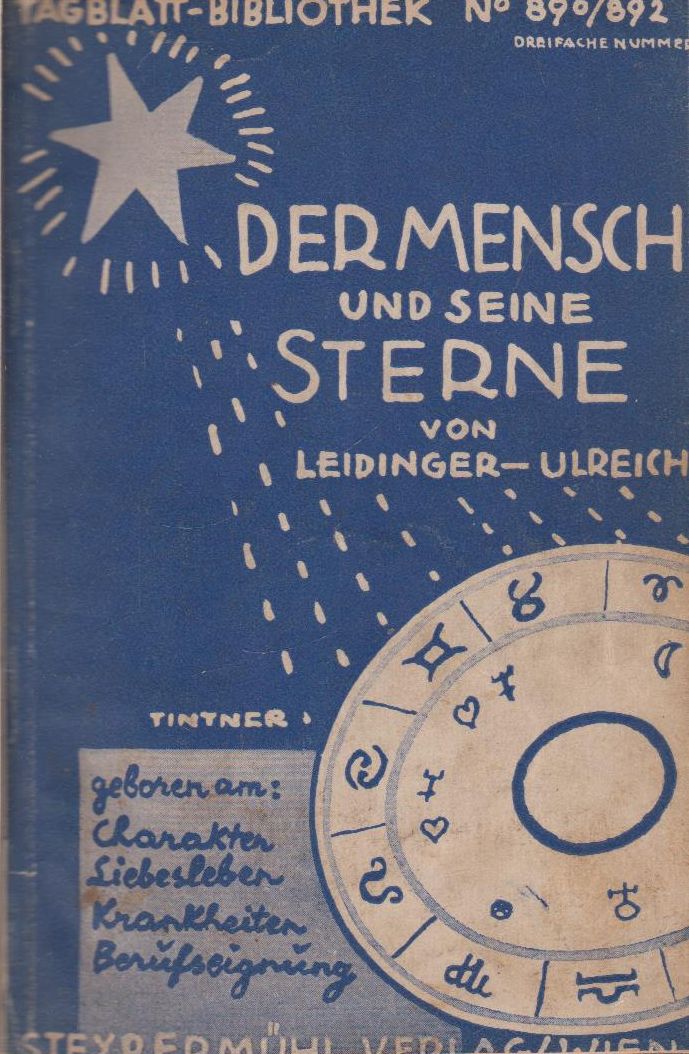 TAGBLATT-BIBLIOTHEK No 890/892
DREIFACHE NUMMER
DER MENSCH
UND SEINE
STERNE
VON
LEIDINGER-ULREICH
TINTNER
geboren am:
Charakter
Liebesleben
Krankheiten
Berufseignung
STEYRERMÜHL VERLAG/WIEN